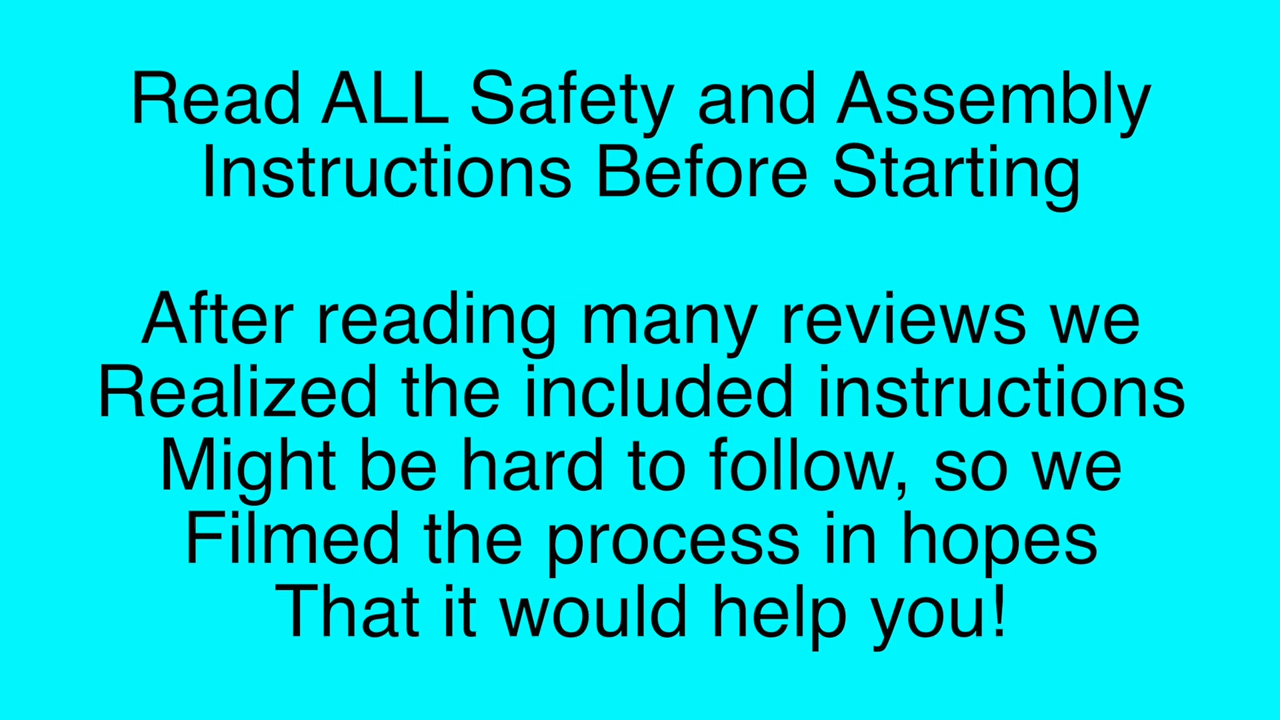 Read ALL Safety and Assembly
Instructions Before Starting
After reading many reviews we
Realized the included instructions
Might be hard to follow, so we
Filmed the process in hopes
That it would help you!